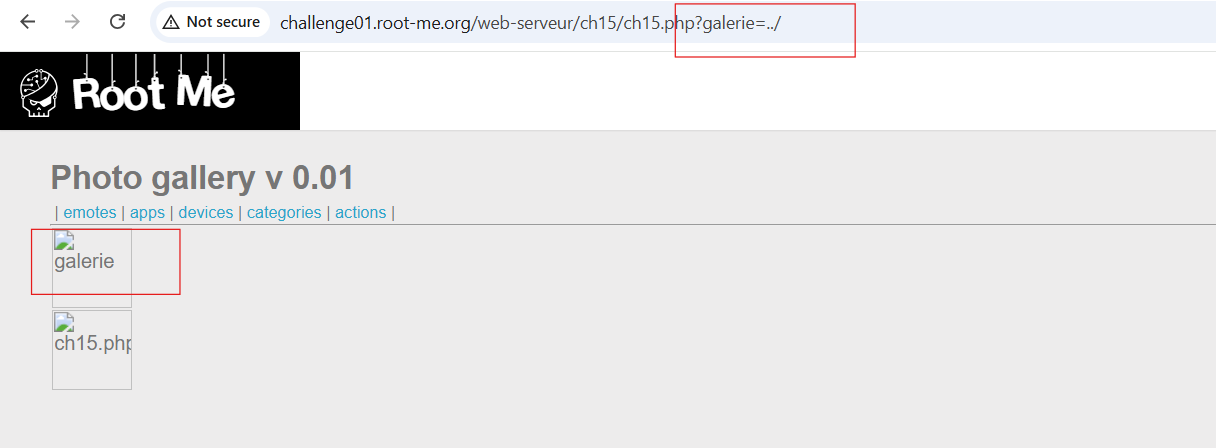 Not secure challenge01.root-me.org/web-serveur/ch15/ch15.php?galerie=../
Root Me
Photo gallery v 0.01
| emotes | apps | devices | categories | actions |
galerie
ch15.php